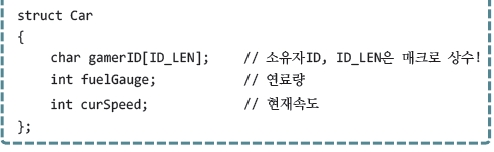 struct Car
{
    char gamerID[ID_LEN];    // 소유자ID, ID_LEN은 매크로 상수!
    int fuelGauge;           // 연료량
    int curSpeed;            // 현재속도
};